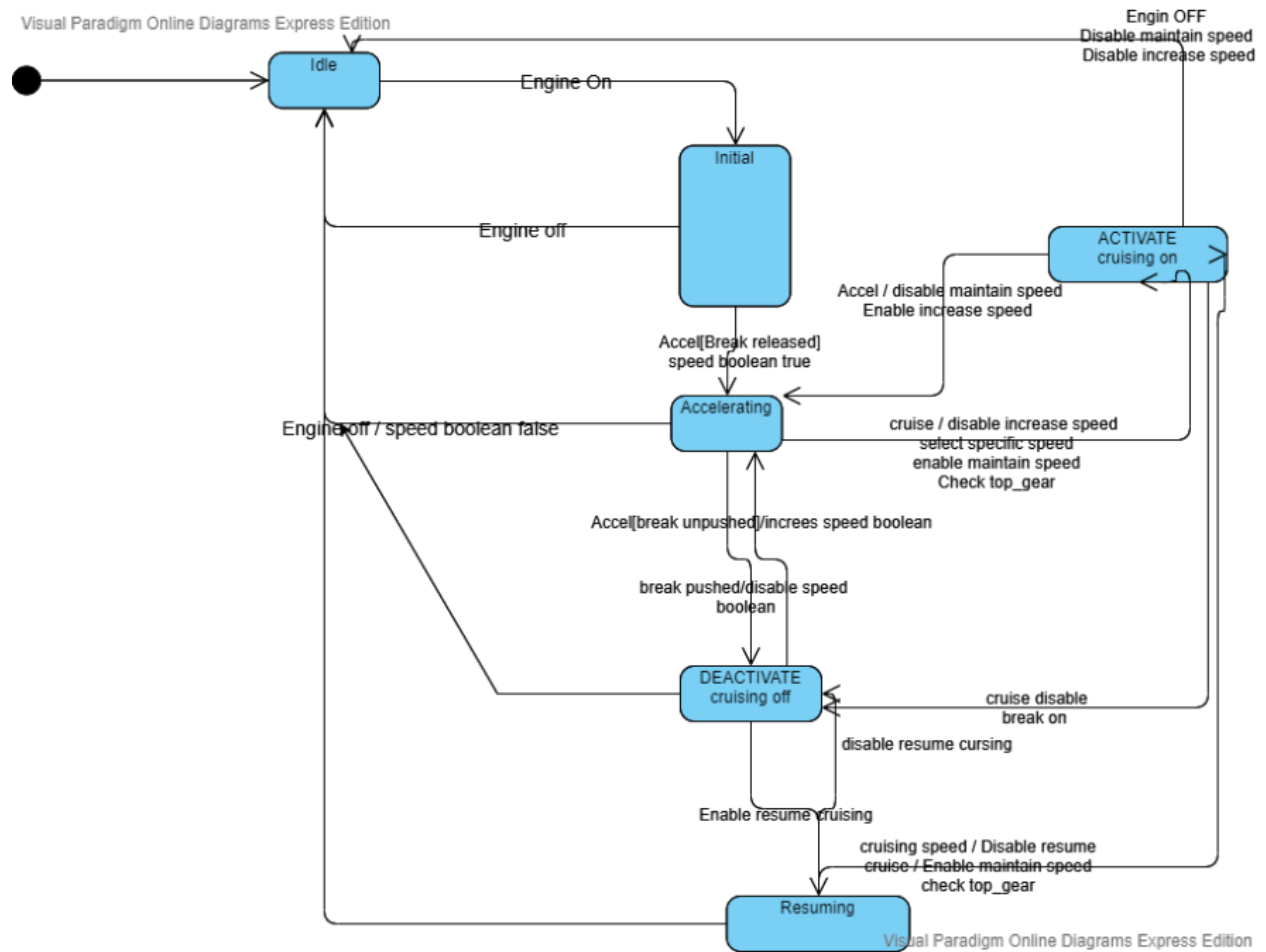 Visual Paradigm Online Diagrams Express Edition
Engin OFF
Disable maintain speed
Disable increase speed
Idle
Engine On
Initial
Engine off
ACTIVATE
cruising on
Accel / disable maintain speed
Enable increase speed
Accel[Break released]
speed boolean true
Accelerating
Engine off / speed boolean false
cruise / disable increase speed
select specific speed
enable maintain speed
Check top_gear
Accel[break unpushed]/increes speed boolean
break pushed/disable speed
boolean
DEACTIVATE
cruising off
cruise disable
break on
disable resume cursing
Enable resume cruising
cruising speed / Disable resume
cruise / Enable maintain speed
check top_gear
Resuming
Visual Paradigm Online Diagrams Express Edition